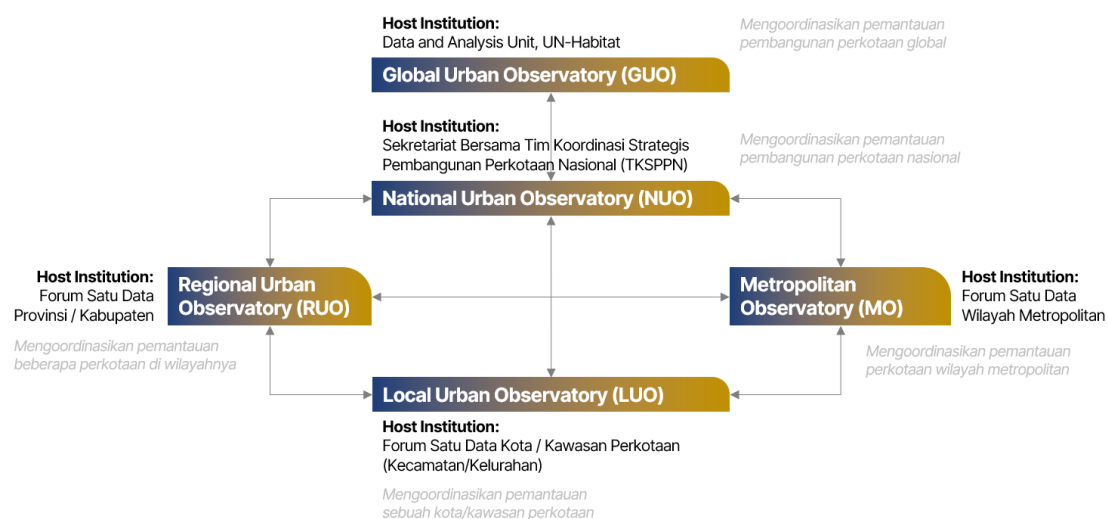 Host Institution:
Data and Analysis Unit, UN-Habitat
Mengoordinasikan pemantauan
pembangunan perkotaan global
Global Urban Observatory (GUO)
Host Institution:
Sekretariat Bersama Tim Koordinasi Strategis
Pembangunan Perkotaan Nasional (TKSPPN)
Mengoordinasikan pemantauan
pembangunan perkotaan nasional
National Urban Observatory (NUO)
Host Institution:
Forum Satu Data
Provinsi / Kabupaten
Regional Urban
Observatory (RUO)
Mengoordinasikan pemantauan
beberapa perkotaan di wilayahnya
Metropolitan
Observatory (MO)
Host Institution:
Forum Satu Data
Wilayah Metropolitan
Mengoordinasikan pemantauan
perkotaan wilayah metropolitan
Local Urban Observatory (LUO)
Host Institution:
Forum Satu Data Kota / Kawasan Perkotaan
(Kecamatan/Kelurahan)
Mengoordinasikan pemantauan
sebuah kota/kawasan perkotaan